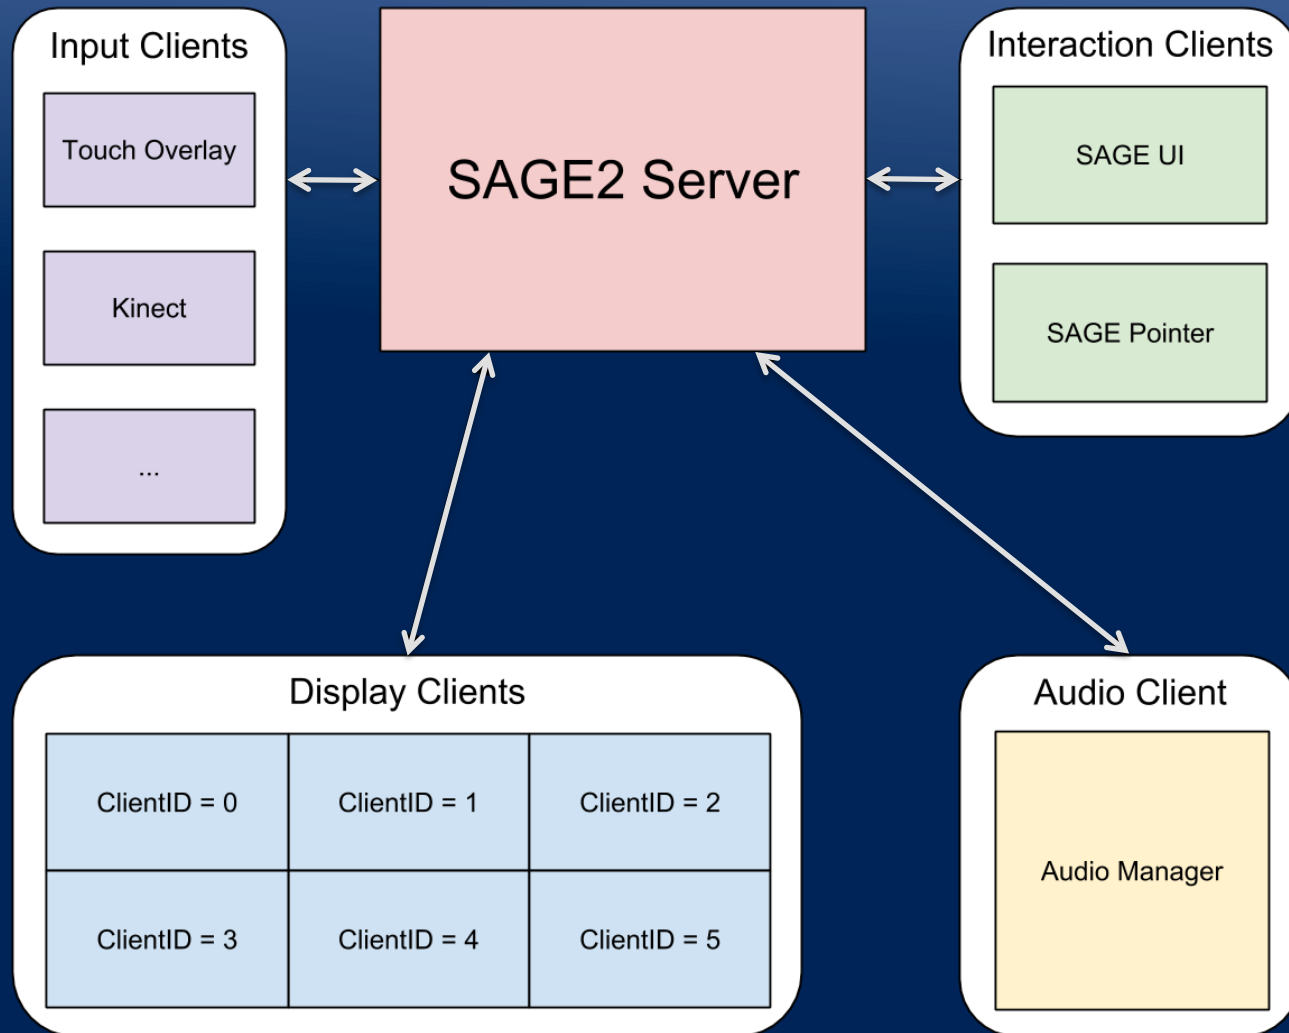 Input Clients
Touch Overlay
Kinect
...
SAGE2 Server
Interaction Clients
SAGE UI
SAGE Pointer
Display Clients
ClientID = 0
ClientID = 1
ClientID = 2
ClientID = 3
ClientID = 4
ClientID = 5
Audio Client
Audio Manager